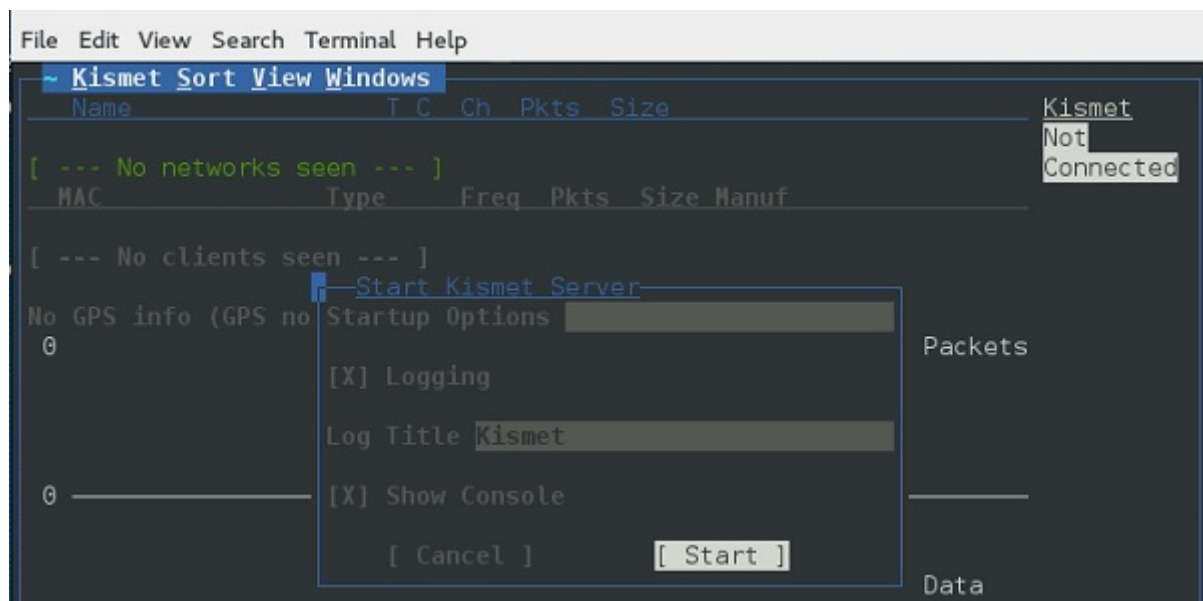 File Edit View Search Terminal Help
~ Kismet Sort View Windows
Name T C Ch Pkts Size
Kismet
Not
Connected
[ --- No networks seen --- ]
MAC Type Freq Pkts Size Manuf
[ --- No clients seen --- ]
Start Kismet Server
No GPS info (GPS no
Startup Options
0
Packets
[X] Logging
Log Title Kismet
0
[X] Show Console
[ Cancel ] [ Start ]
Data